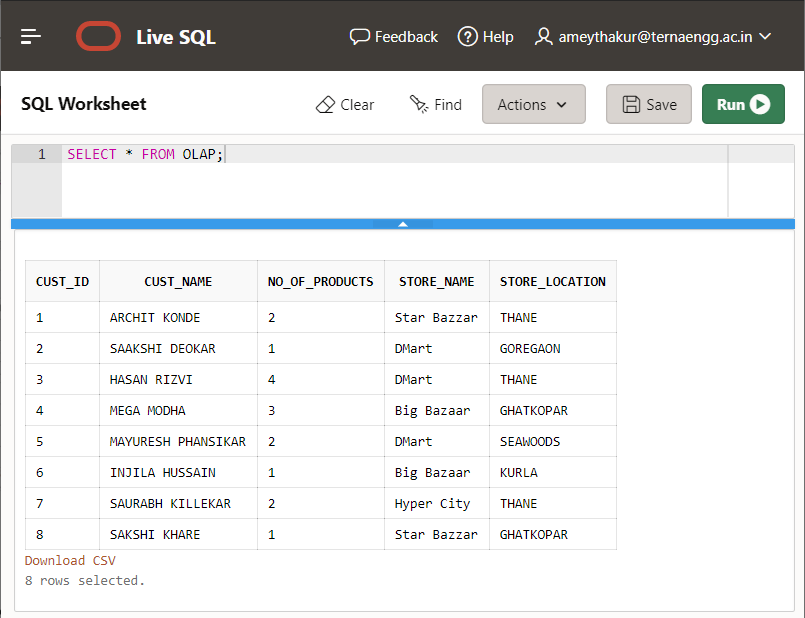 Live SQL Feedback Help ameythakur@ternaengg.ac.in
SQL Worksheet Clear Find Actions Save Run
1 SELECT * FROM OLAP;
CUST_ID CUST_NAME NO_OF_PRODUCTS STORE_NAME STORE_LOCATION
1 ARCHIT KONDE 2 Star Bazzar THANE
2 SAAKSHI DEOKAR 1 DMart GOREGAON
3 HASAN RIZVI 4 DMart THANE
4 MEGA MODHA 3 Big Bazaar GHATKOPAR
5 MAYURESH PHANSIKAR 2 DMart SEAWOODS
6 INJILA HUSSAIN 1 Big Bazaar KURLA
7 SAURABH KILLEKAR 2 Hyper City THANE
8 SAKSHI KHARE 1 Star Bazzar GHATKOPAR
Download CSV
8 rows selected.